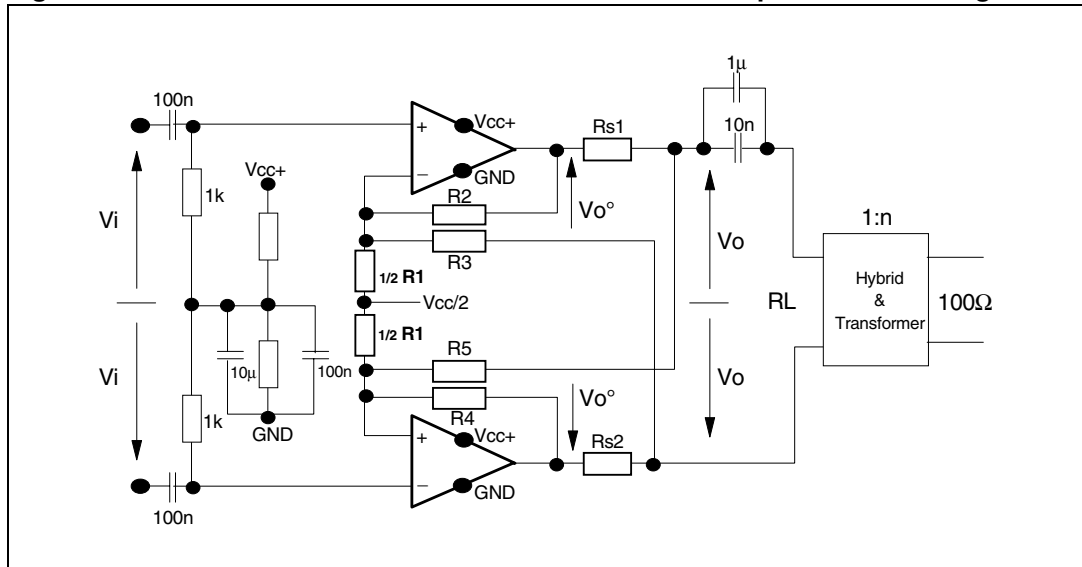 1µ
100n
Vcc+
10n
Rs1
+
−
GND
1k
Vcc+
R2
Vo°
1:n
Vi
R3
Vo
Hybrid
&
Transformer
1/2 R1
Vcc/2
RL
100Ω
1/2 R1
R5
Vi
10µ
100n
Vo°
Vo
R4
1k
GND
+
−
Vcc+
Rs2
GND
100n